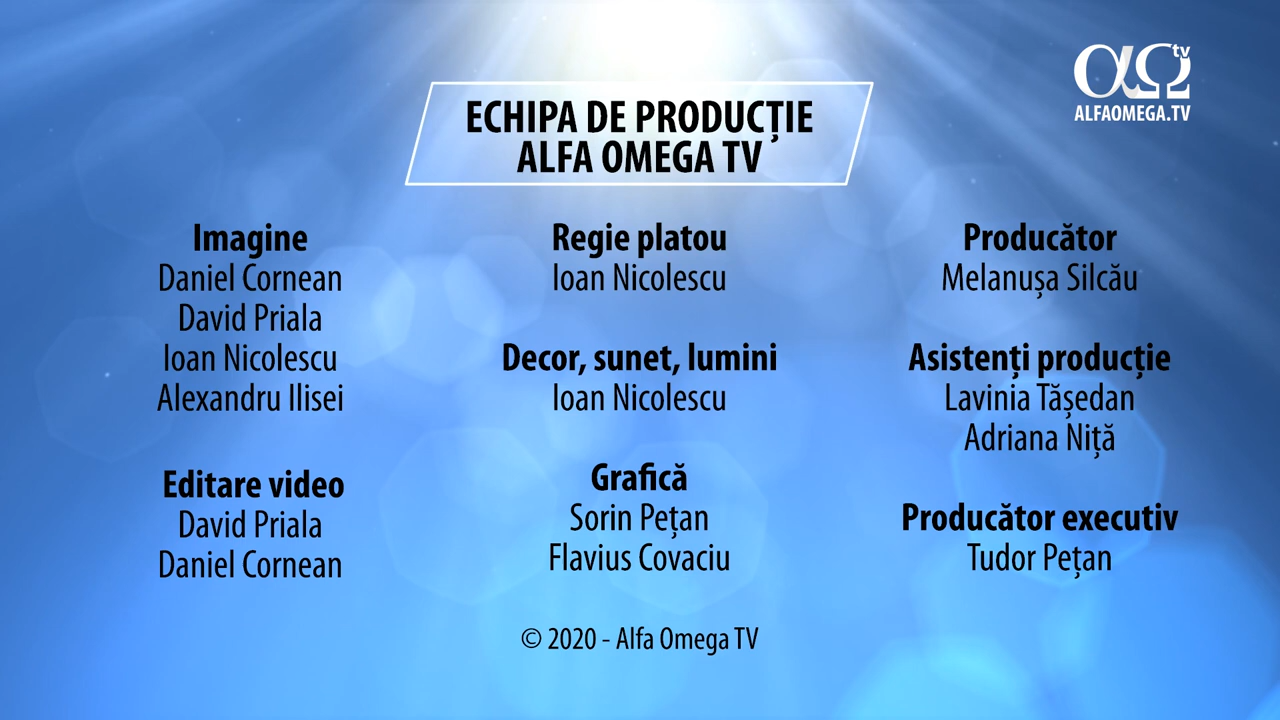 αΩ tv
ALFAOMEGA.TV
ECHIPA DE PRODUCȚIE
ALFA OMEGA TV
Imagine
Daniel Cornean
David Priala
Ioan Nicolescu
Alexandru Ilisei
Editare video
David Priala
Daniel Cornean
Regie platou
Ioan Nicolescu
Decor, sunet, lumini
Ioan Nicolescu
Grafică
Sorin Pețan
Flavius Covaciu
Producător
Melanușa Silcău
Asistenți producție
Lavinia Tăședan
Adriana Niță
Producător executiv
Tudor Pețan
© 2020 - Alfa Omega TV